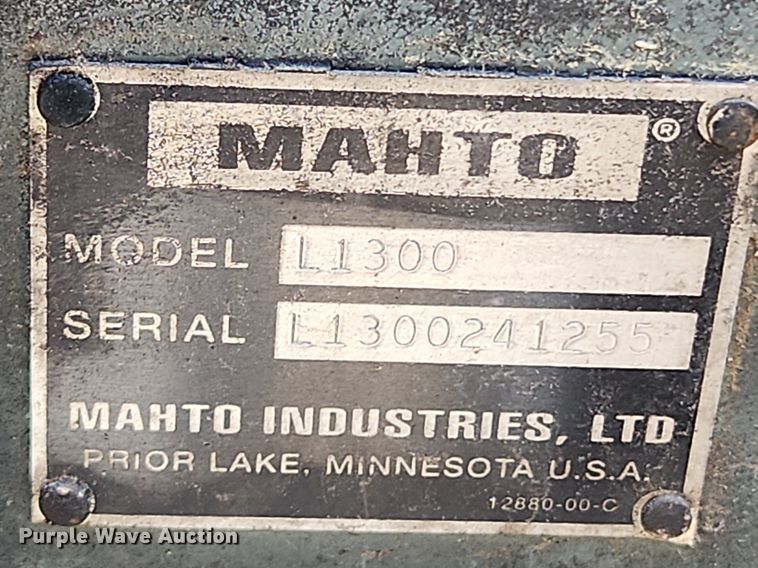 MAHTO ®
MODEL L1300
SERIAL L1300241255
MAHTO INDUSTRIES, LTD
PRIOR LAKE, MINNESOTA U.S.A.
12880-00-C
Purple Wave Auction